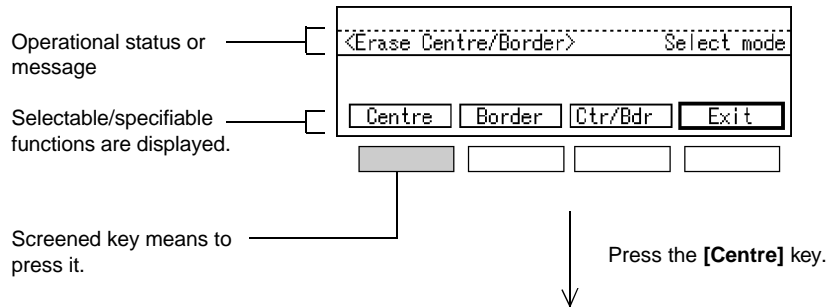 Operational status or
message
<Erase Centre/Border> Select mode
Selectable/specifiable
functions are displayed.
Centre Border Ctr/Bdr Exit
Screened key means to
press it.
Press the [Centre] key.